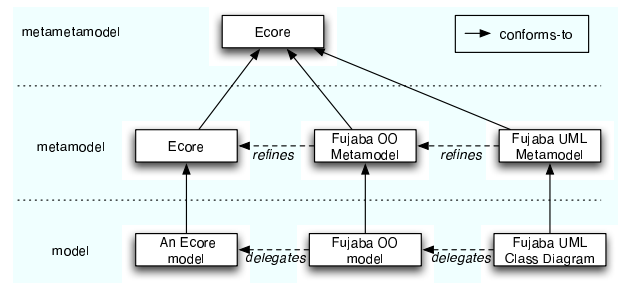 metametamodel
Ecore
conforms-to
metamodel
Ecore
refines
Fujaba OO
Metamodel
refines
Fujaba UML
Metamodel
model
An Ecore
model
delegates
Fujaba OO
model
delegates
Fujaba UML
Class Diagram